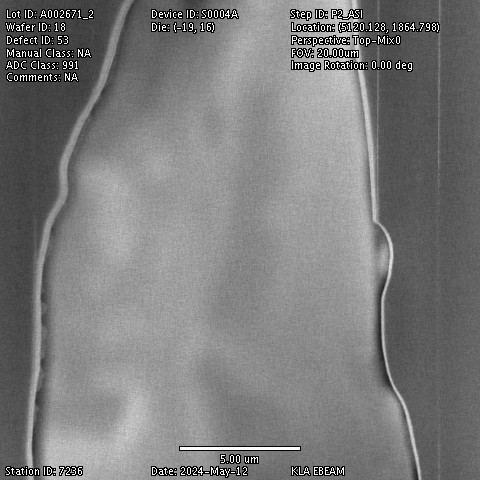 Lot ID: A002671_2
Wafer ID: 18
Defect ID: 53
Manual Class: NA
ADC Class: 991
Comments: NA
Device ID: S0004A
Die: (-19, 16)
Step ID: P2_ASI
Location: (5120.128, 1864.798)
Perspective: Top-Mix0
FOV: 20.00um
Image Rotation: 0.00 deg
5.00 um
Station ID: 7236
Date: 2024-May-12
KLA EBEAM